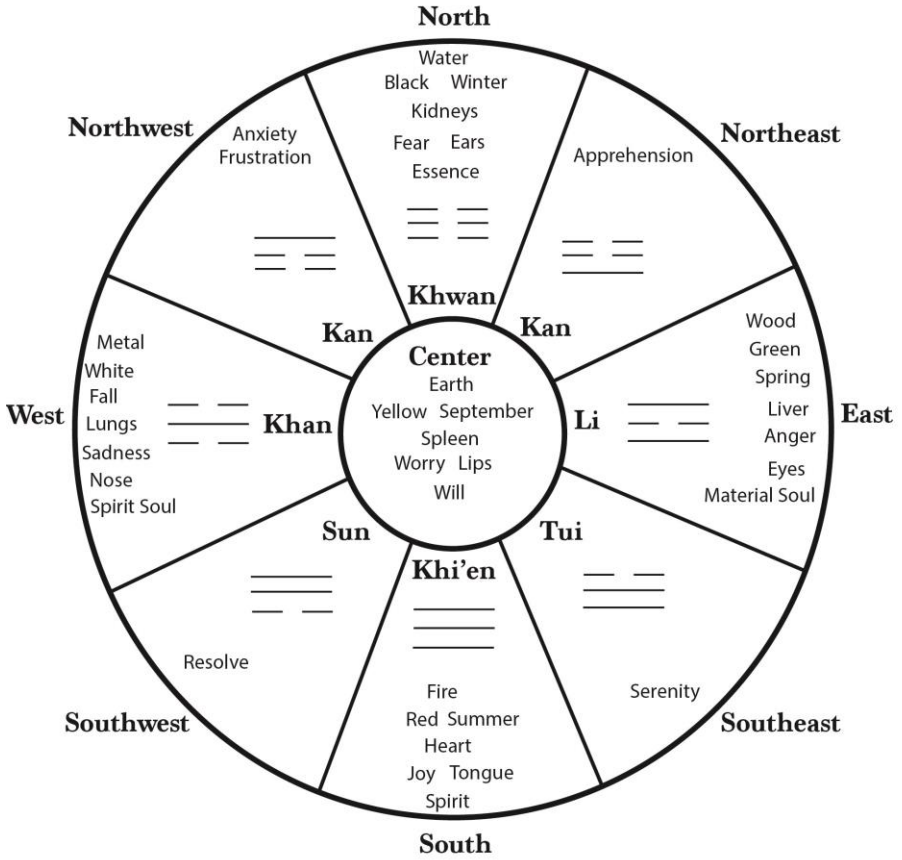 North
Water
Black Winter
Kidneys
Fear Ears
Essence
Khwan
Northeast
Apprehension
Kan
East
Wood
Green
Spring
Liver
Anger
Eyes
Material Soul
Li
Southeast
Tui
Serenity
South
Khi’en
Fire
Red Summer
Heart
Joy Tongue
Spirit
Southwest
Sun
Resolve
West
Metal
White
Fall
Lungs
Sadness
Nose
Spirit Soul
Khan
Northwest
Anxiety
Frustration
Kan
Center
Earth
Yellow September
Spleen
Worry Lips
Will